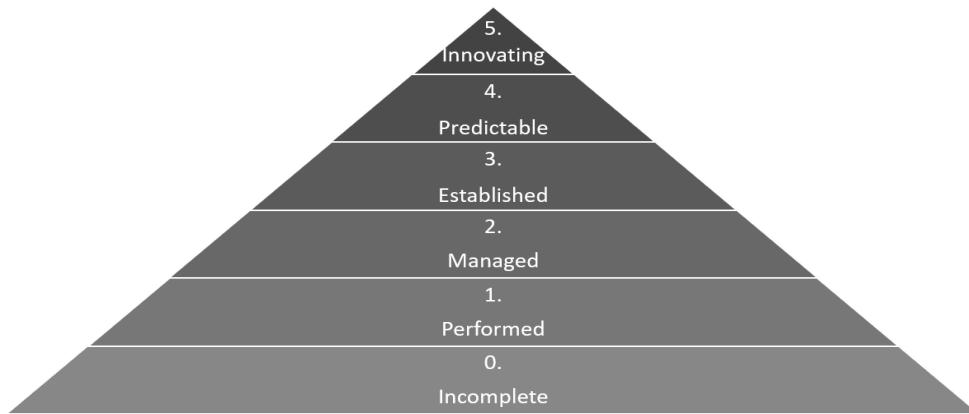 5.
Innovating
4.
Predictable
3.
Established
2.
Managed
1.
Performed
0.
Incomplete